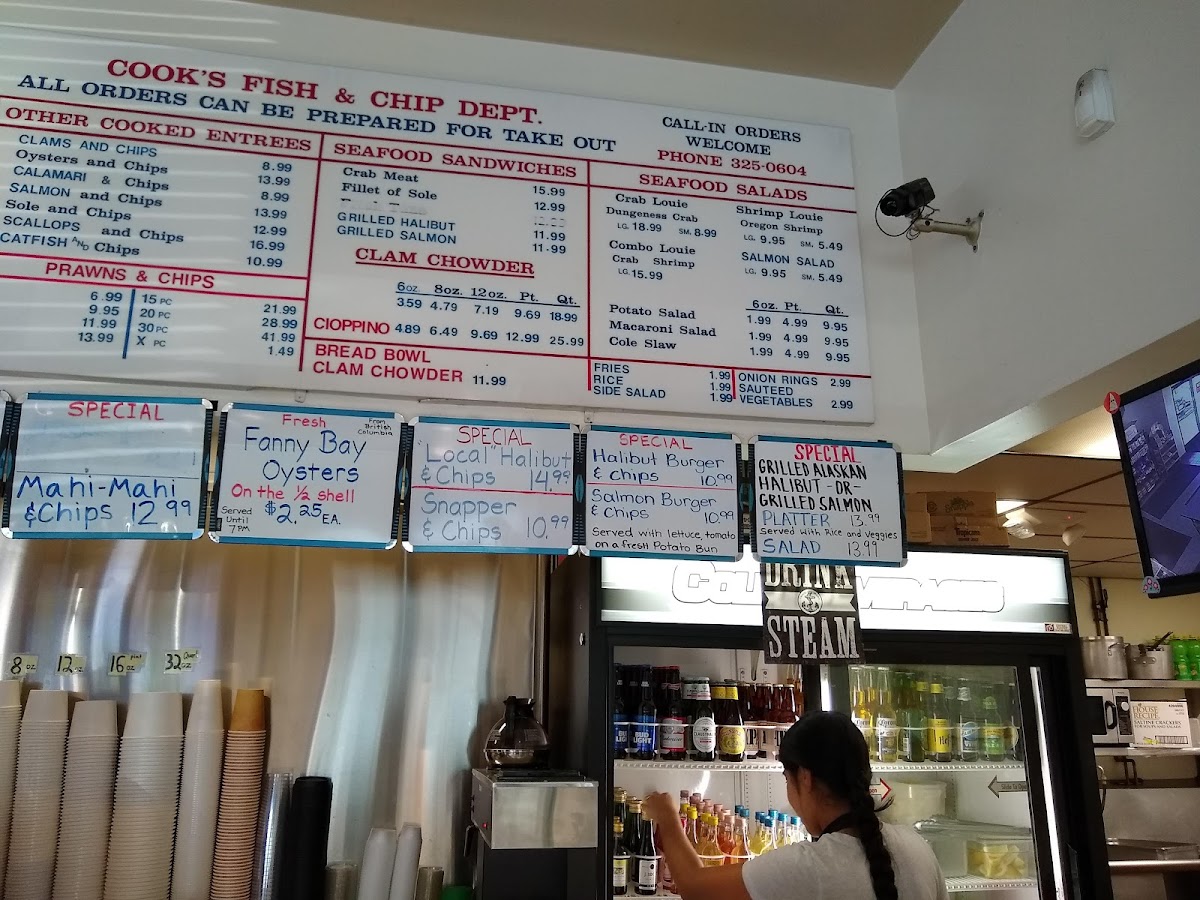 COOK'S FISH & CHIP DEPT.
ALL ORDERS CAN BE PREPARED FOR TAKE OUT
CALL-IN ORDERS
WELCOME
PHONE 325-0604
OTHER COOKED ENTREES
CLAMS AND CHIPS 8.99
Oysters and Chips 13.99
CALAMARI & Chips 8.99
SALMON and Chips 13.99
Sole and Chips 12.99
SCALLOPS and Chips 16.99
CATFISH AND Chips 10.99
PRAWNS & CHIPS
6.99 15 PC 21.99
9.95 20 PC 28.99
11.99 30 PC 41.99
13.99 X PC 1.49
SEAFOOD SANDWICHES
Crab Meat 15.99
Fillet of Sole 12.99
GRILLED HALIBUT 11.99
GRILLED SALMON 11.99
CLAM CHOWDER
6oz. 8oz. 12oz. Pt. Qt.
3.59 4.79 7.19 9.69 18.99
CIOPPINO 4.89 6.49 9.69 12.99 25.99
BREAD BOWL
CLAM CHOWDER 11.99
SEAFOOD SALADS
Crab Louie
Dungeness Crab
LG. 18.99 SM. 8.99
Combo Louie
Crab Shrimp
LG. 15.99
Shrimp Louie
Oregon Shrimp
LG. 9.95 SM. 5.49
SALMON SALAD
LG. 9.95 SM. 5.49
6oz. Pt. Qt.
Potato Salad 1.99 4.99 9.95
Macaroni Salad 1.99 4.99 9.95
Cole Slaw 1.99 4.99 9.95
FRIES 1.99
RICE 1.99
SIDE SALAD 1.99
ONION RINGS 2.99
SAUTEED
VEGETABLES 2.99
SPECIAL
Mahi-Mahi
& Chips 12.99
Fresh
From British Columbia
Fanny Bay
Oysters
On the ½ shell
Served Until 7PM
$2.25 EA.
SPECIAL
"Local" Halibut
& Chips 14.99
Snapper
& Chips 10.99
SPECIAL
Halibut Burger
& Chips 10.99
Salmon Burger
& Chips 10.99
Served with lettuce, tomato
on a fresh Potato Bun
SPECIAL
GRILLED ALASKAN
HALIBUT -OR-
GRILLED SALMON
PLATTER 13.99
Served with Rice and Veggies
SALAD 13.99
DRINK
STEAM
8 oz
12 oz
16 oz pint
32 oz Quart
BUD
LIGHT
HOUSE
RECIPE
SALTINE CRACKERS